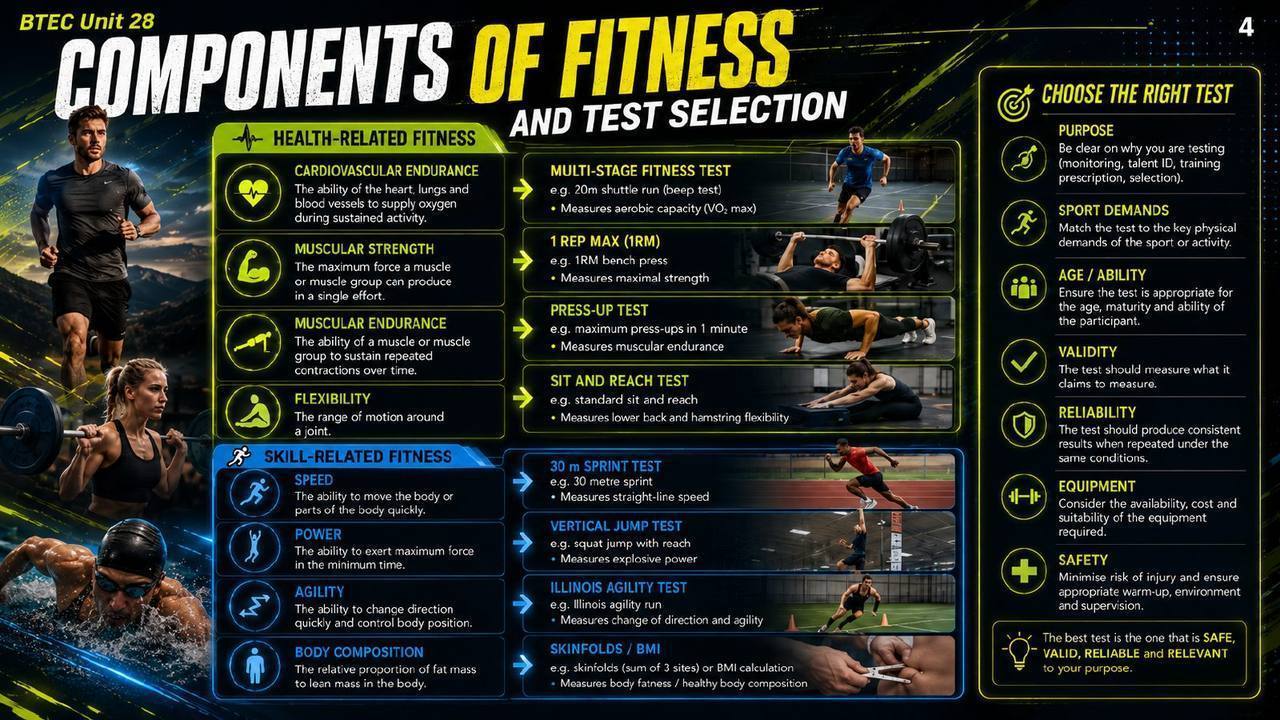 BTEC Unit 28
COMPONENTS OF FITNESS
AND TEST SELECTION
4
HEALTH-RELATED FITNESS
CARDIOVASCULAR ENDURANCE
The ability of the heart, lungs and
blood vessels to supply oxygen
during sustained activity.
MULTI-STAGE FITNESS TEST
e.g. 20m shuttle run (beep test)
• Measures aerobic capacity (VO₂ max)
MUSCULAR STRENGTH
The maximum force a muscle
or muscle group can produce
in a single effort.
1 REP MAX (1RM)
e.g. 1RM bench press
• Measures maximal strength
MUSCULAR ENDURANCE
The ability of a muscle or muscle
group to sustain repeated
contractions over time.
PRESS-UP TEST
e.g. maximum press-ups in 1 minute
• Measures muscular endurance
FLEXIBILITY
The range of motion around
a joint.
SIT AND REACH TEST
e.g. standard sit and reach
• Measures lower back and hamstring flexibility
SKILL-RELATED FITNESS
SPEED
The ability to move the body or
parts of the body quickly.
30 m SPRINT TEST
e.g. 30 metre sprint
• Measures straight-line speed
POWER
The ability to exert maximum force
in the minimum time.
VERTICAL JUMP TEST
e.g. squat jump with reach
• Measures explosive power
AGILITY
The ability to change direction
quickly and control body position.
ILLINOIS AGILITY TEST
e.g. Illinois agility run
• Measures change of direction and agility
BODY COMPOSITION
The relative proportion of fat mass
to lean mass in the body.
SKINFOLDS / BMI
e.g. skinfolds (sum of 3 sites) or BMI calculation
• Measures body fatness / healthy body composition
CHOOSE THE RIGHT TEST
PURPOSE
Be clear on why you are testing
(monitoring, talent ID, training
prescription, selection).
SPORT DEMANDS
Match the test to the key physical
demands of the sport or activity.
AGE / ABILITY
Ensure the test is appropriate for
the age, maturity and ability of
the participant.
VALIDITY
The test should measure what it
claims to measure.
RELIABILITY
The test should produce consistent
results when repeated under the
same conditions.
EQUIPMENT
Consider the availability, cost and
suitability of the equipment
required.
SAFETY
Minimise risk of injury and ensure
appropriate warm-up, environment
and supervision.
The best test is the one that is SAFE,
VALID, RELIABLE and RELEVANT
to your purpose.